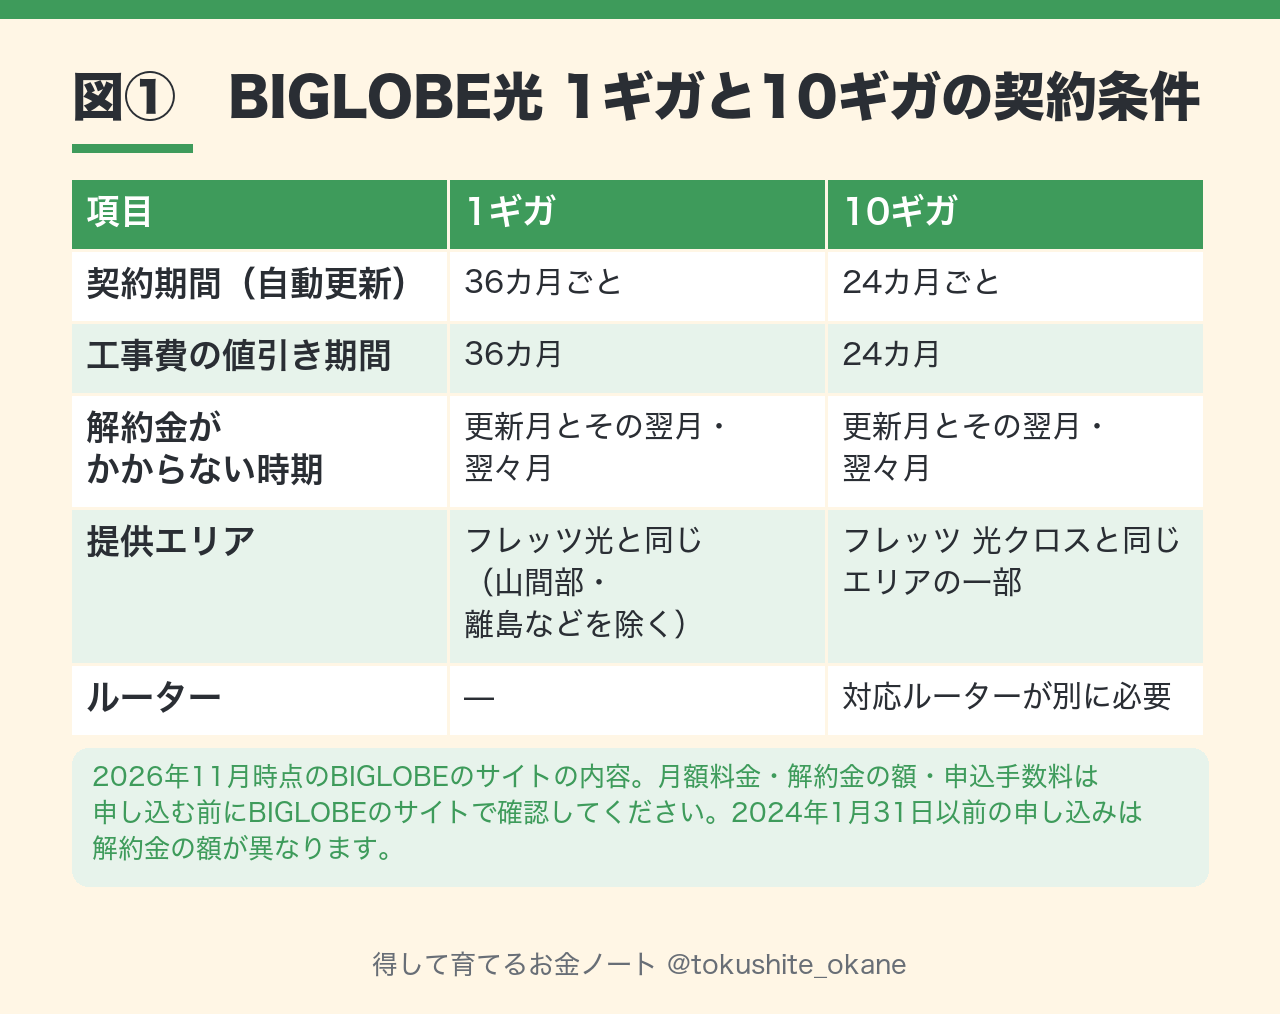 図①　BIGLOBE光 1ギガと10ギガの契約条件
項目
1ギガ
10ギガ
契約期間（自動更新）
36カ月ごと
24カ月ごと
工事費の値引き期間
36カ月
24カ月
解約金が
かからない時期
更新月とその翌月・
翌々月
更新月とその翌月・
翌々月
提供エリア
フレッツ光と同じ
（山間部・
離島などを除く）
フレッツ 光クロスと同じ
エリアの一部
ルーター
—
対応ルーターが別に必要
2026年11月時点のBIGLOBEのサイトの内容。月額料金・解約金の額・申込手数料は
申し込む前にBIGLOBEのサイトで確認してください。2024年1月31日以前の申し込みは
解約金の額が異なります。
得して育てるお金ノート @tokushite_okane